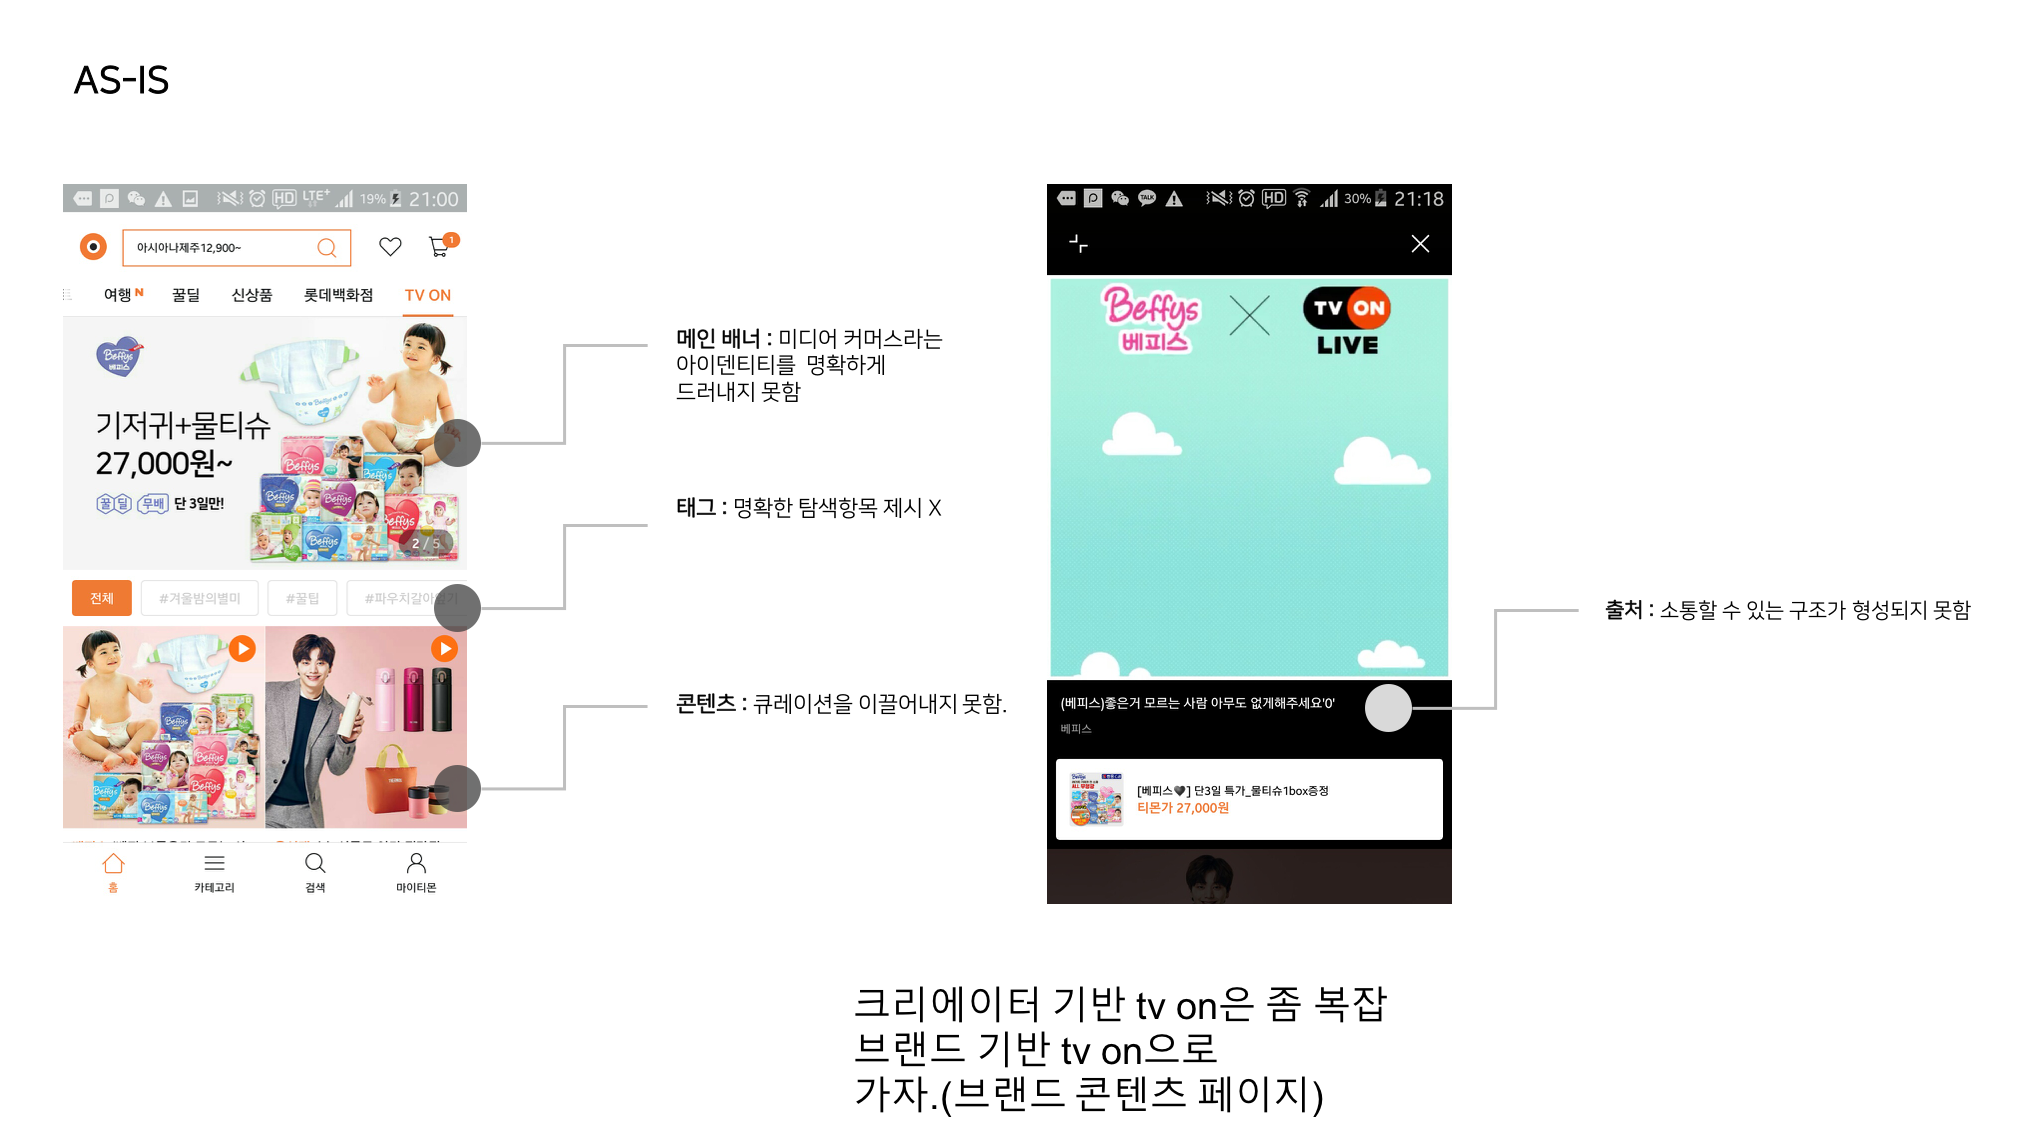 AS-IS
HD LTE+ 19% 21:00
아시아나제주12,900~
1
여행 N 꿀딜 신상품 롯데백화점 TV ON
Beffys
베피스
기저귀+물티슈
27,000원~
꿀 딜 무배 단 3일만!
2 / 5
전체 #겨울밤의별미 #꿀팁
홈 카테고리 검색 마이티몬
메인 배너 : 미디어 커머스라는
아이덴티티를 명확하게
드러내지 못함
태그 : 명확한 탐색항목 제시 X
콘텐츠 : 큐레이션을 이끌어내지 못함.
TALK HD 30% 21:18
Beffys TV ON
베피스 LIVE
(베피스)좋은거 모르는 사람 아무도 없게해주세요'0'
베피스
[베피스🖤] 단3일 특가_물티슈1box증정
티몬가 27,000원
출처 : 소통할 수 있는 구조가 형성되지 못함
크리에이터 기반 tv on은 좀 복잡
브랜드 기반 tv on으로
가자.(브랜드 콘텐츠 페이지)